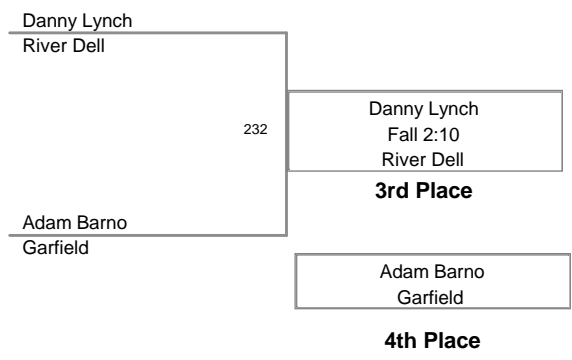 Danny Lynch
River Dell
232
Danny Lynch
Fall 2:10
River Dell
3rd Place
Adam Barno
Garfield
Adam Barno
Garfield
4th Place